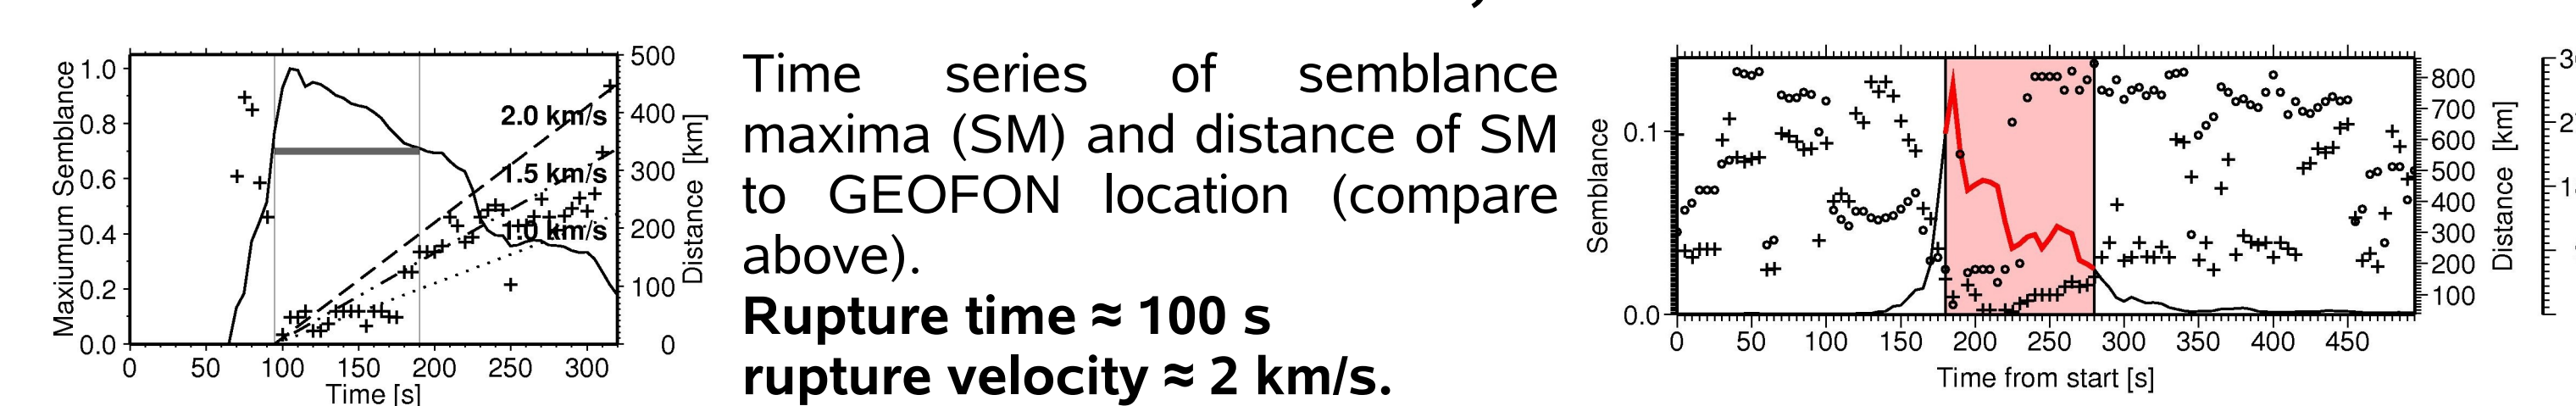 1.0
0.8
0.6
0.4
0.2
0.0
Maxiumum Semblance
0 50 100 150 200 250 300
Time [s]
500
400
300
200
100
0
Distance [km]
2.0 km/s
1.5 km/s
1.0 km/s
Time series of semblance
maxima (SM) and distance of SM
to GEOFON location (compare
above).
Rupture time ≈ 100 s
rupture velocity ≈ 2 km/s.
0.1
0.0
Semblance
0 50 100 150 200 250 300 350 400 450
Time from start [s]
800
700
600
500
400
300
200
100
Distance [km]